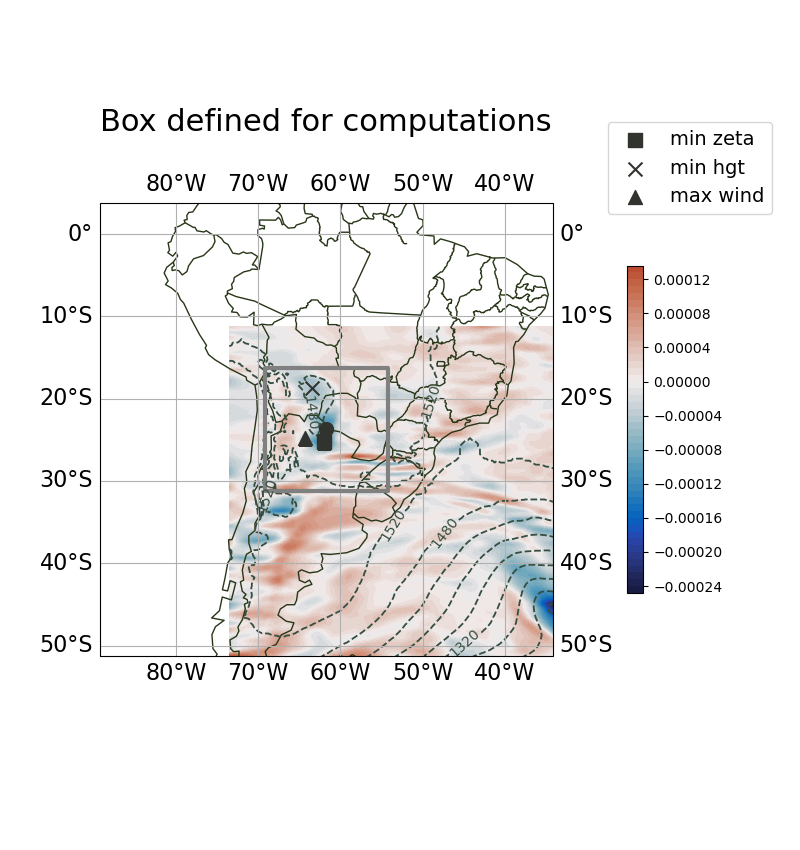 Box defined for computations
min zeta
min hgt
max wind
80°W 70°W 60°W 50°W 40°W
0° 0°
10°S 10°S
20°S 20°S
30°S 30°S
40°S 40°S
50°S 50°S
80°W 70°W 60°W 50°W 40°W
1520
1520
1480
1320
0.00012
0.00008
0.00004
0.00000
−0.00004
−0.00008
−0.00012
−0.00016
−0.00020
−0.00024